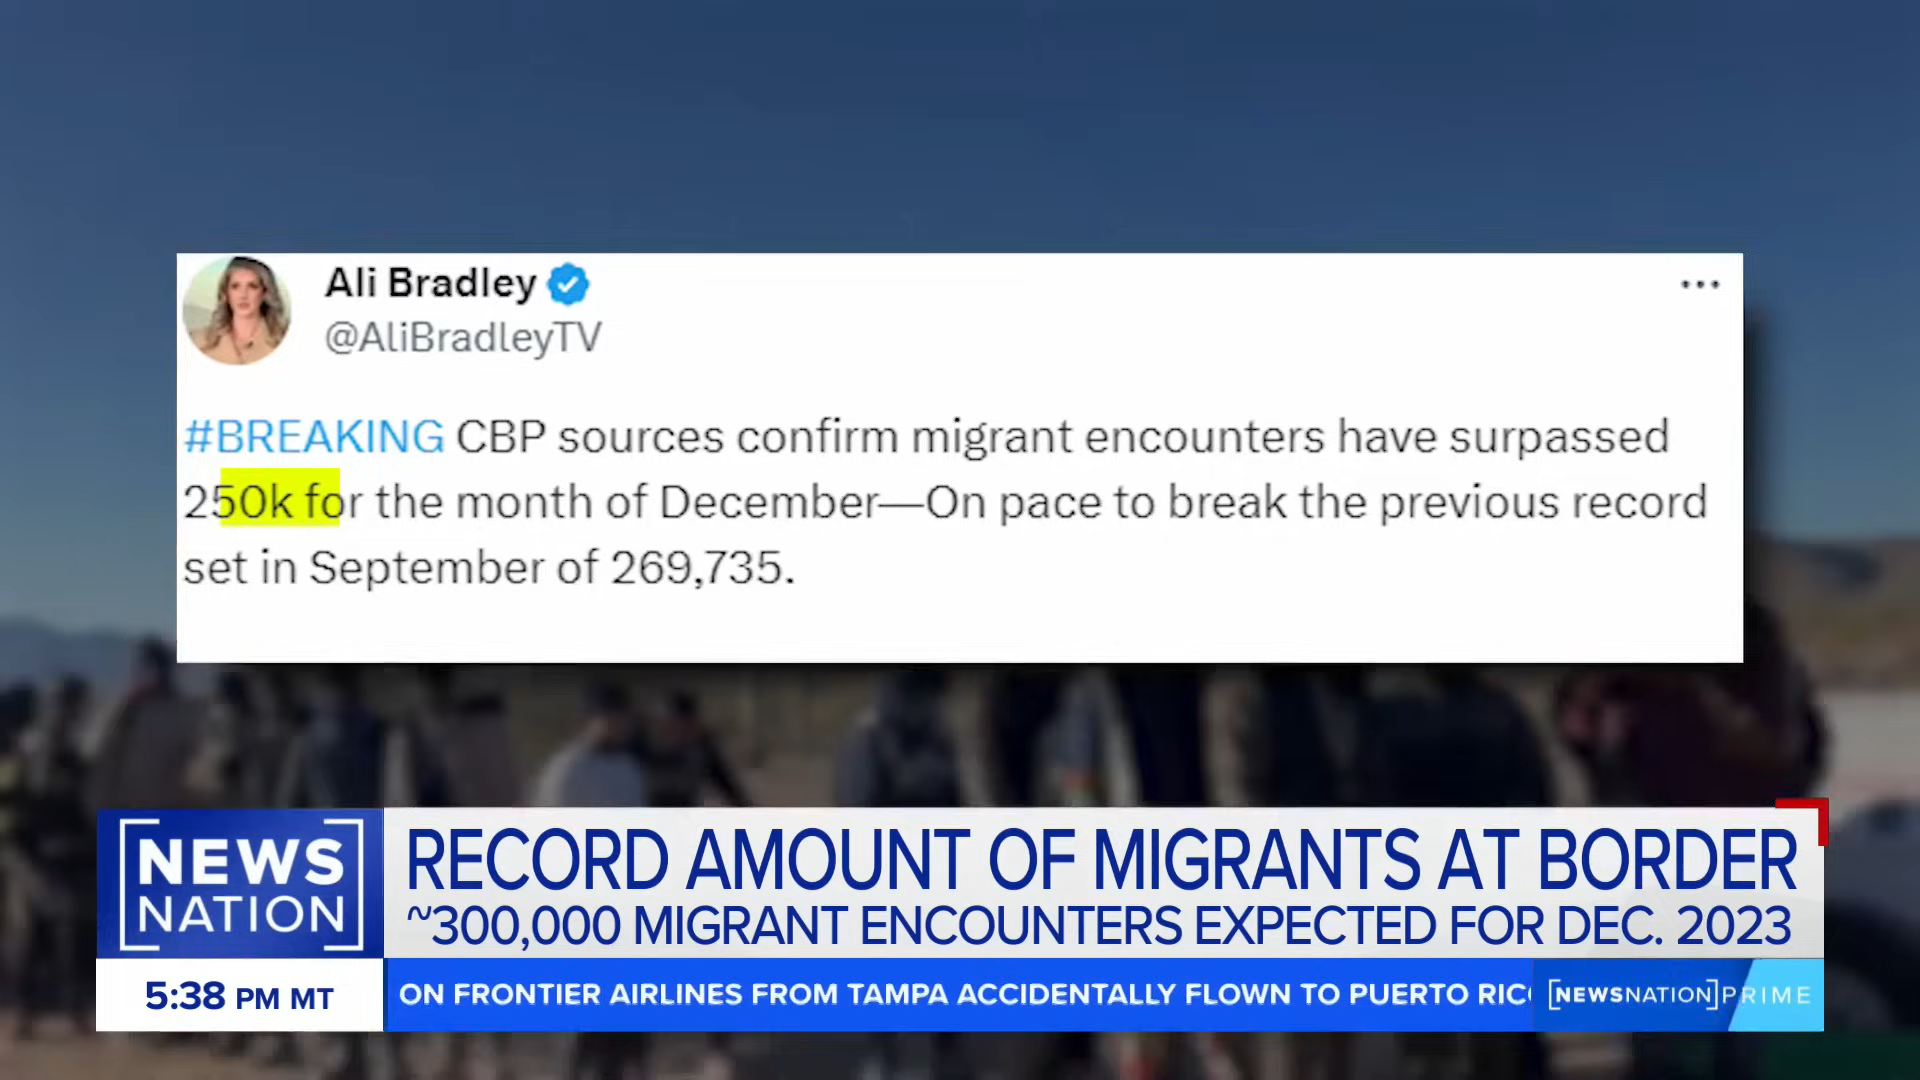 Ali Bradley
@AliBradleyTV
#BREAKING CBP sources confirm migrant encounters have surpassed
250k for the month of December—On pace to break the previous record
set in September of 269,735.
NEWS
NATION
RECORD AMOUNT OF MIGRANTS AT BORDER
~300,000 MIGRANT ENCOUNTERS EXPECTED FOR DEC. 2023
5:38 PM MT
ON FRONTIER AIRLINES FROM TAMPA ACCIDENTALLY FLOWN TO PUERTO RIC
[NEWSNATION]PRIME